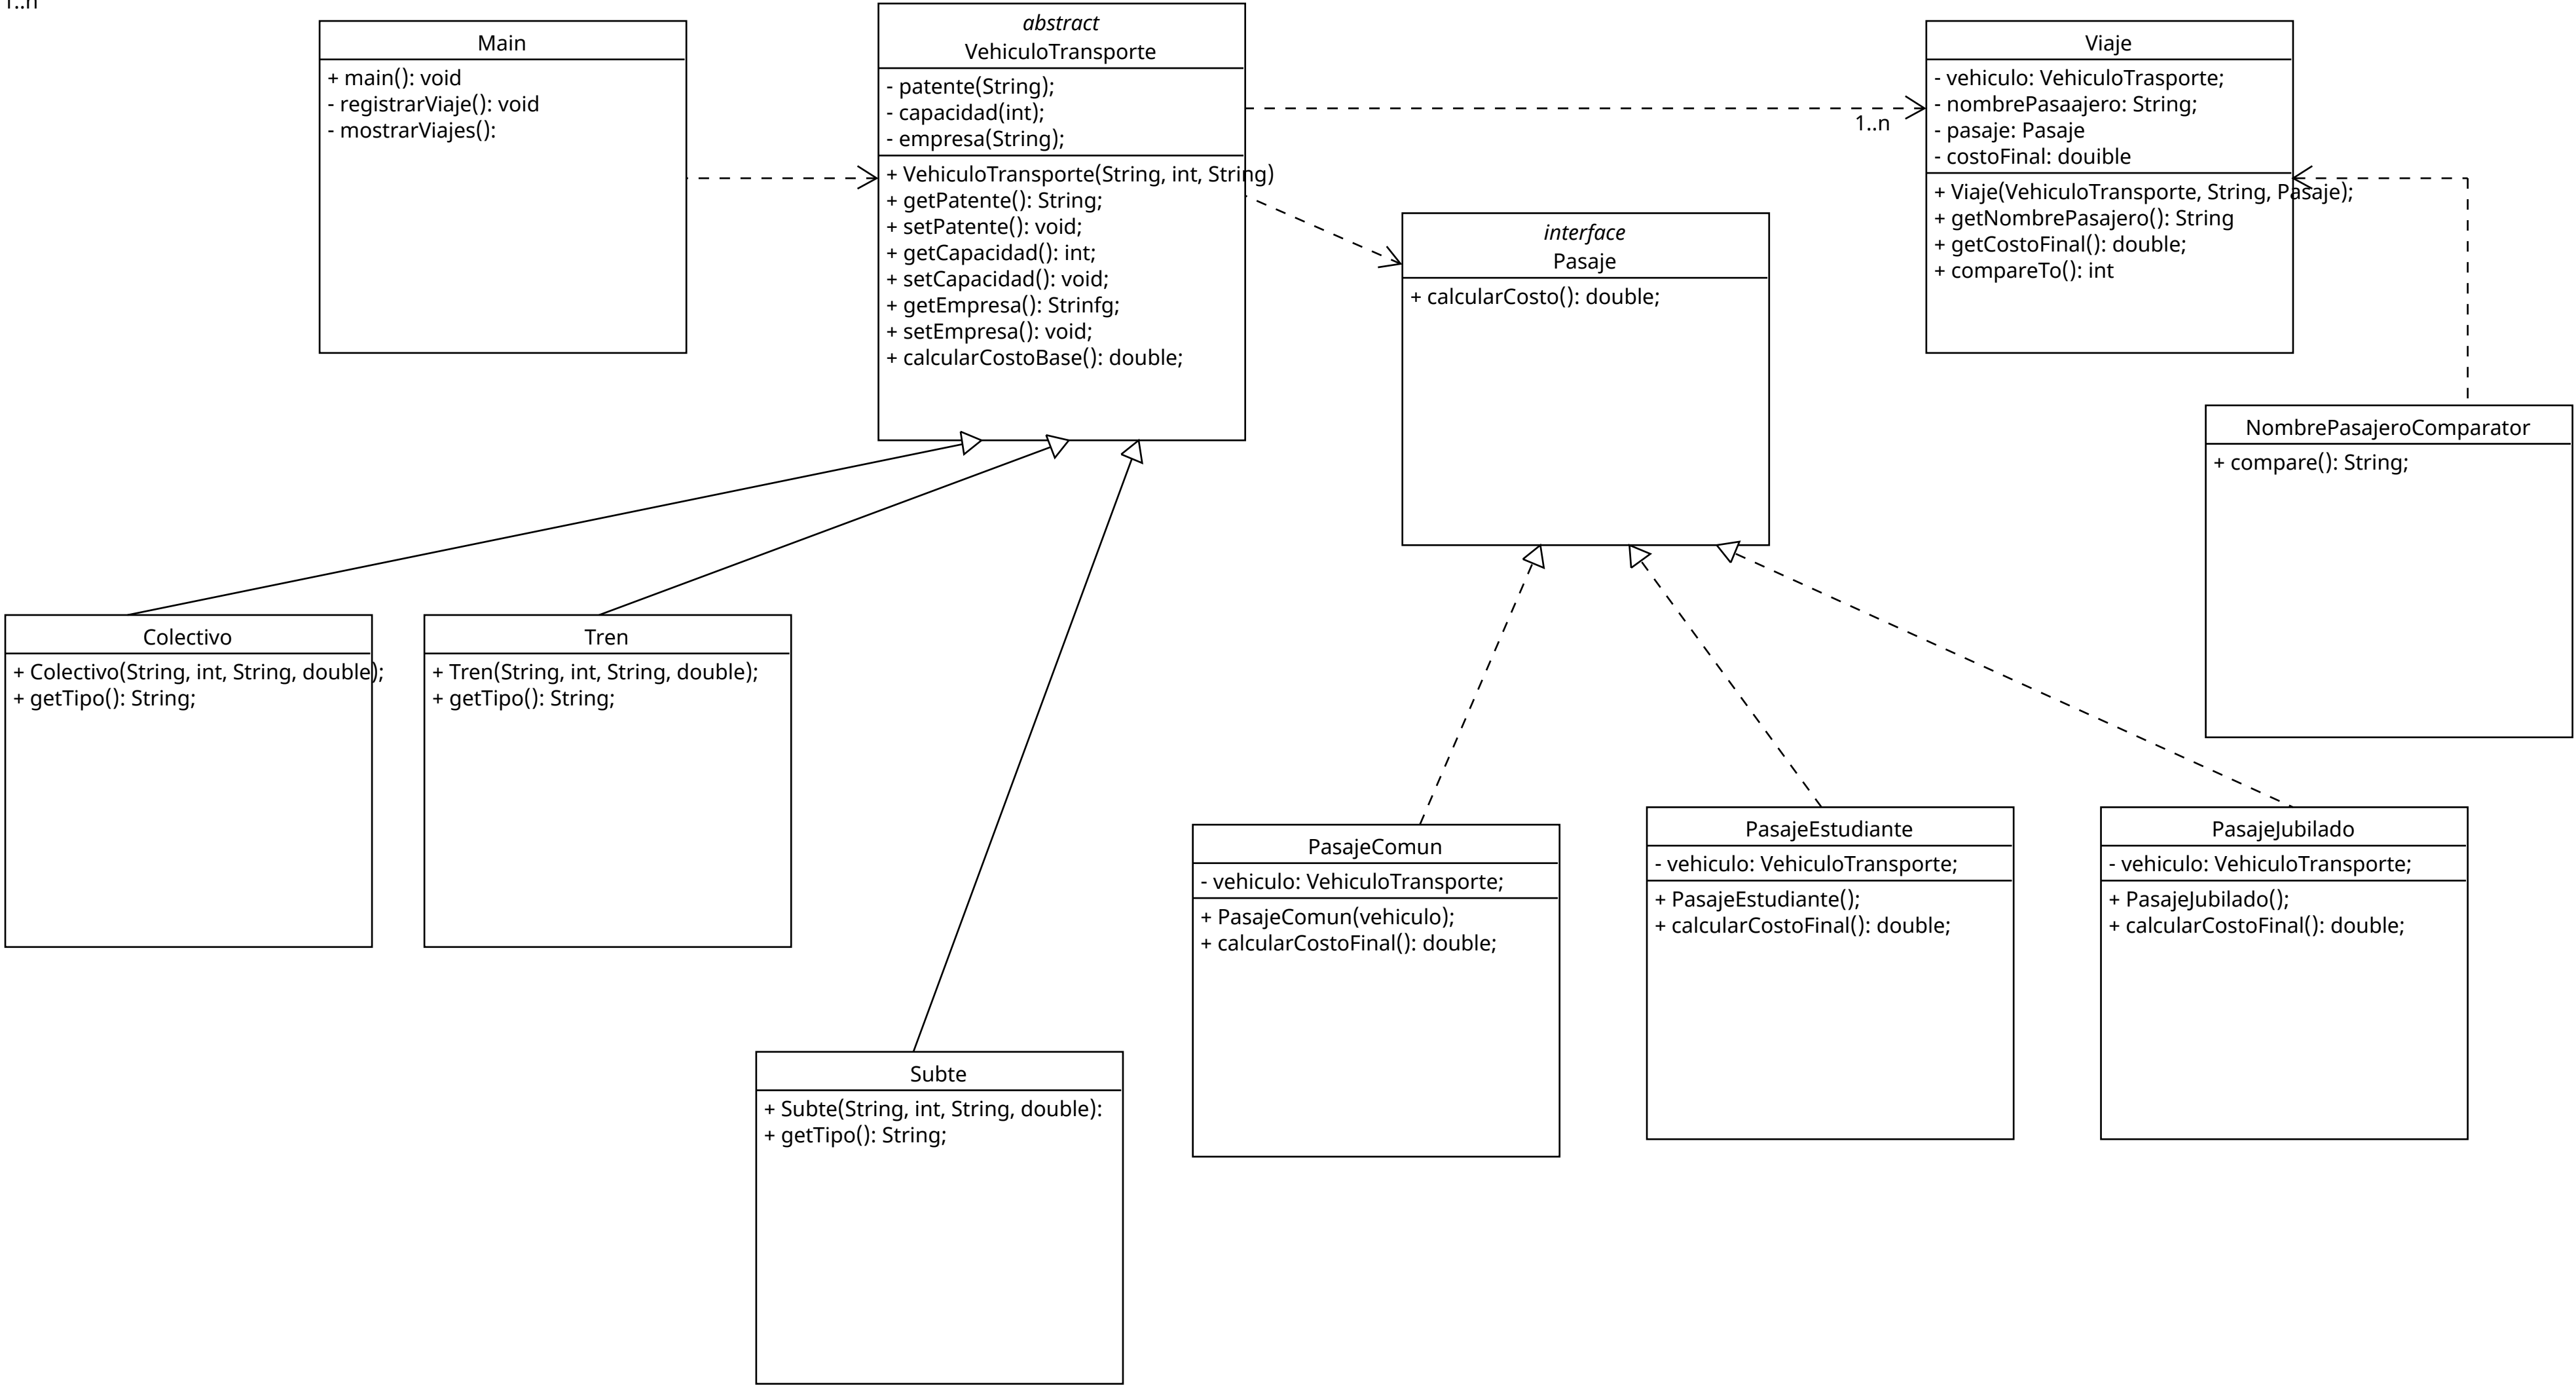 1..n
Main
+ main(): void
- registrarViaje(): void
- mostrarViajes():
abstract
VehiculoTransporte
- patente(String);
- capacidad(int);
- empresa(String);
+ VehiculoTransporte(String, int, String)
+ getPatente(): String;
+ setPatente(): void;
+ getCapacidad(): int;
+ setCapacidad(): void;
+ getEmpresa(): Strinfg;
+ setEmpresa(): void;
+ calcularCostoBase(): double;
1..n
Viaje
- vehiculo: VehiculoTrasporte;
- nombrePasaajero: String;
- pasaje: Pasaje
- costoFinal: douible
+ Viaje(VehiculoTransporte, String, Pasaje);
+ getNombrePasajero(): String
+ getCostoFinal(): double;
+ compareTo(): int
interface
Pasaje
+ calcularCosto(): double;
NombrePasajeroComparator
+ compare(): String;
Colectivo
+ Colectivo(String, int, String, double);
+ getTipo(): String;
Tren
+ Tren(String, int, String, double);
+ getTipo(): String;
PasajeComun
- vehiculo: VehiculoTransporte;
+ PasajeComun(vehiculo);
+ calcularCostoFinal(): double;
PasajeEstudiante
- vehiculo: VehiculoTransporte;
+ PasajeEstudiante();
+ calcularCostoFinal(): double;
PasajeJubilado
- vehiculo: VehiculoTransporte;
+ PasajeJubilado();
+ calcularCostoFinal(): double;
Subte
+ Subte(String, int, String, double):
+ getTipo(): String;